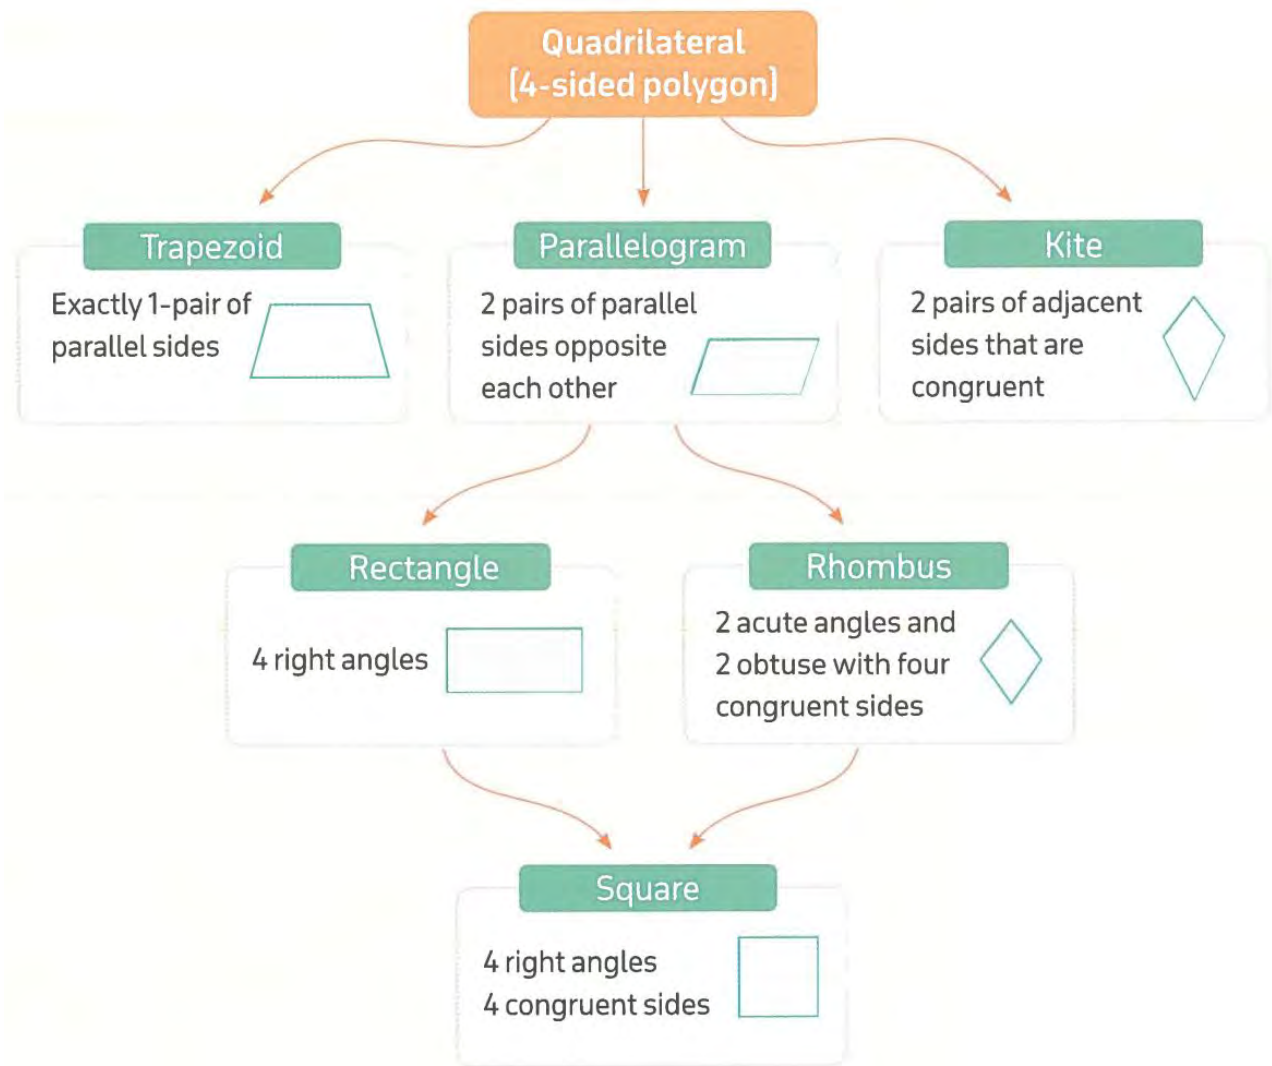 Quadrilateral
(4-sided polygon)
Trapezoid
Exactly 1-pair of
parallel sides
Parallelogram
2 pairs of parallel
sides opposite
each other
Kite
2 pairs of adjacent
sides that are
congruent
Rectangle
4 right angles
Rhombus
2 acute angles and
2 obtuse with four
congruent sides
Square
4 right angles
4 congruent sides